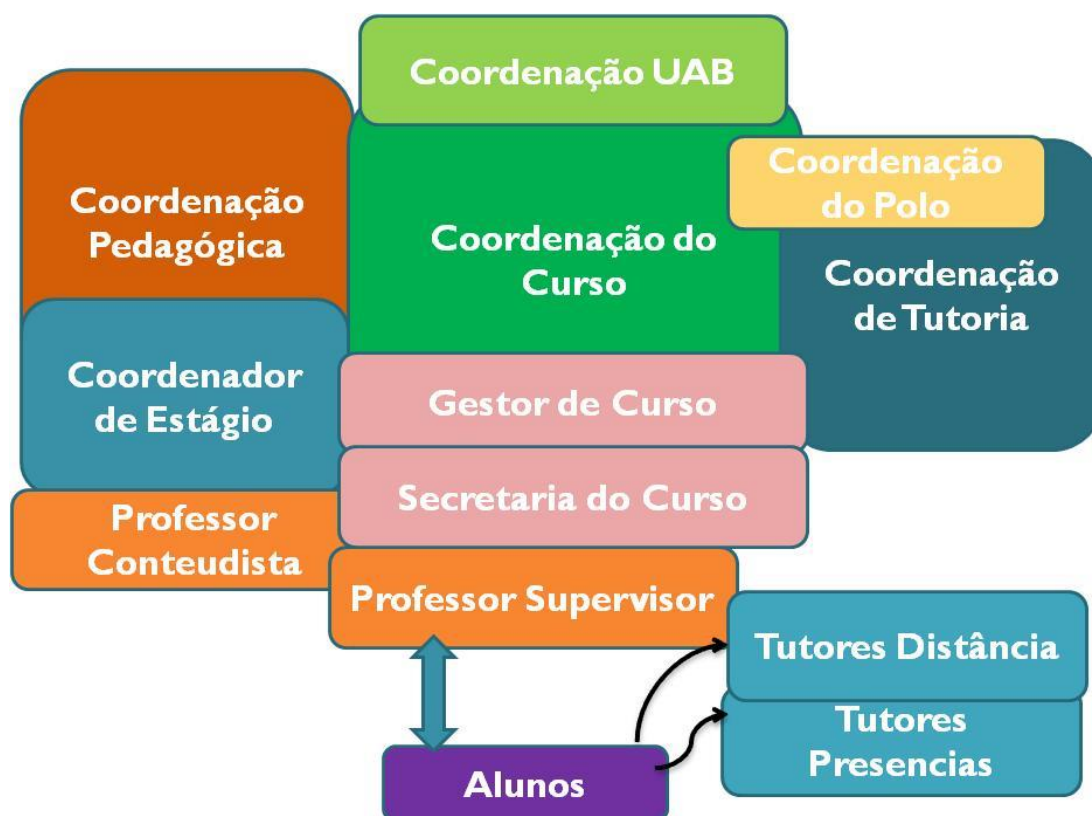 Coordenação UAB
Coordenação
Pedagógica
Coordenação do
Curso
Coordenação
do Polo
Coordenação
de Tutoria
Coordenador
de Estágio
Gestor de Curso
Secretaria do Curso
Professor
Conteudista
Professor Supervisor
Tutores Distância
Tutores
Presencias
Alunos